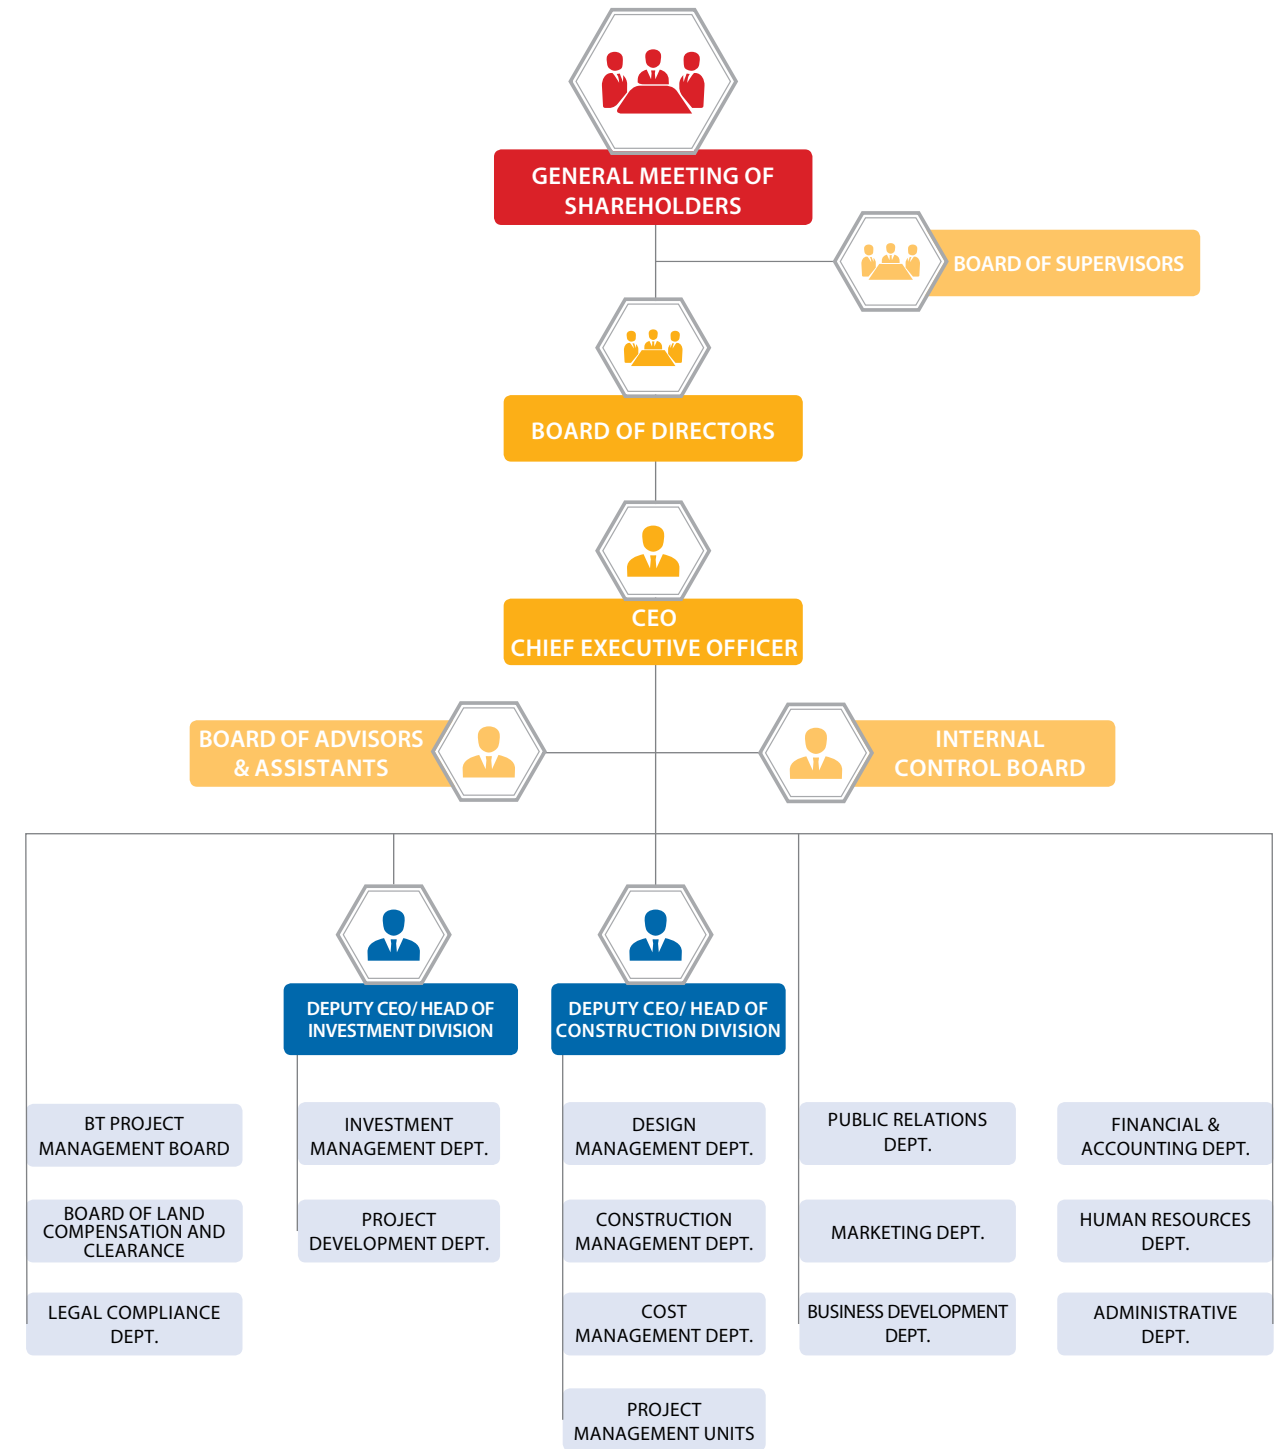 GENERAL MEETING OF
SHAREHOLDERS
BOARD OF SUPERVISORS
BOARD OF DIRECTORS
CEO
CHIEF EXECUTIVE OFFICER
BOARD OF ADVISORS
& ASSISTANTS
INTERNAL
CONTROL BOARD
DEPUTY CEO/ HEAD OF
INVESTMENT DIVISION
DEPUTY CEO/ HEAD OF
CONSTRUCTION DIVISION
BT PROJECT
MANAGEMENT BOARD
BOARD OF LAND
COMPENSATION AND
CLEARANCE
LEGAL COMPLIANCE
DEPT.
INVESTMENT
MANAGEMENT DEPT.
PROJECT
DEVELOPMENT DEPT.
DESIGN
MANAGEMENT DEPT.
CONSTRUCTION
MANAGEMENT DEPT.
COST
MANAGEMENT DEPT.
PROJECT
MANAGEMENT UNITS
PUBLIC RELATIONS
DEPT.
MARKETING DEPT.
BUSINESS DEVELOPMENT
DEPT.
FINANCIAL &
ACCOUNTING DEPT.
HUMAN RESOURCES
DEPT.
ADMINISTRATIVE
DEPT.